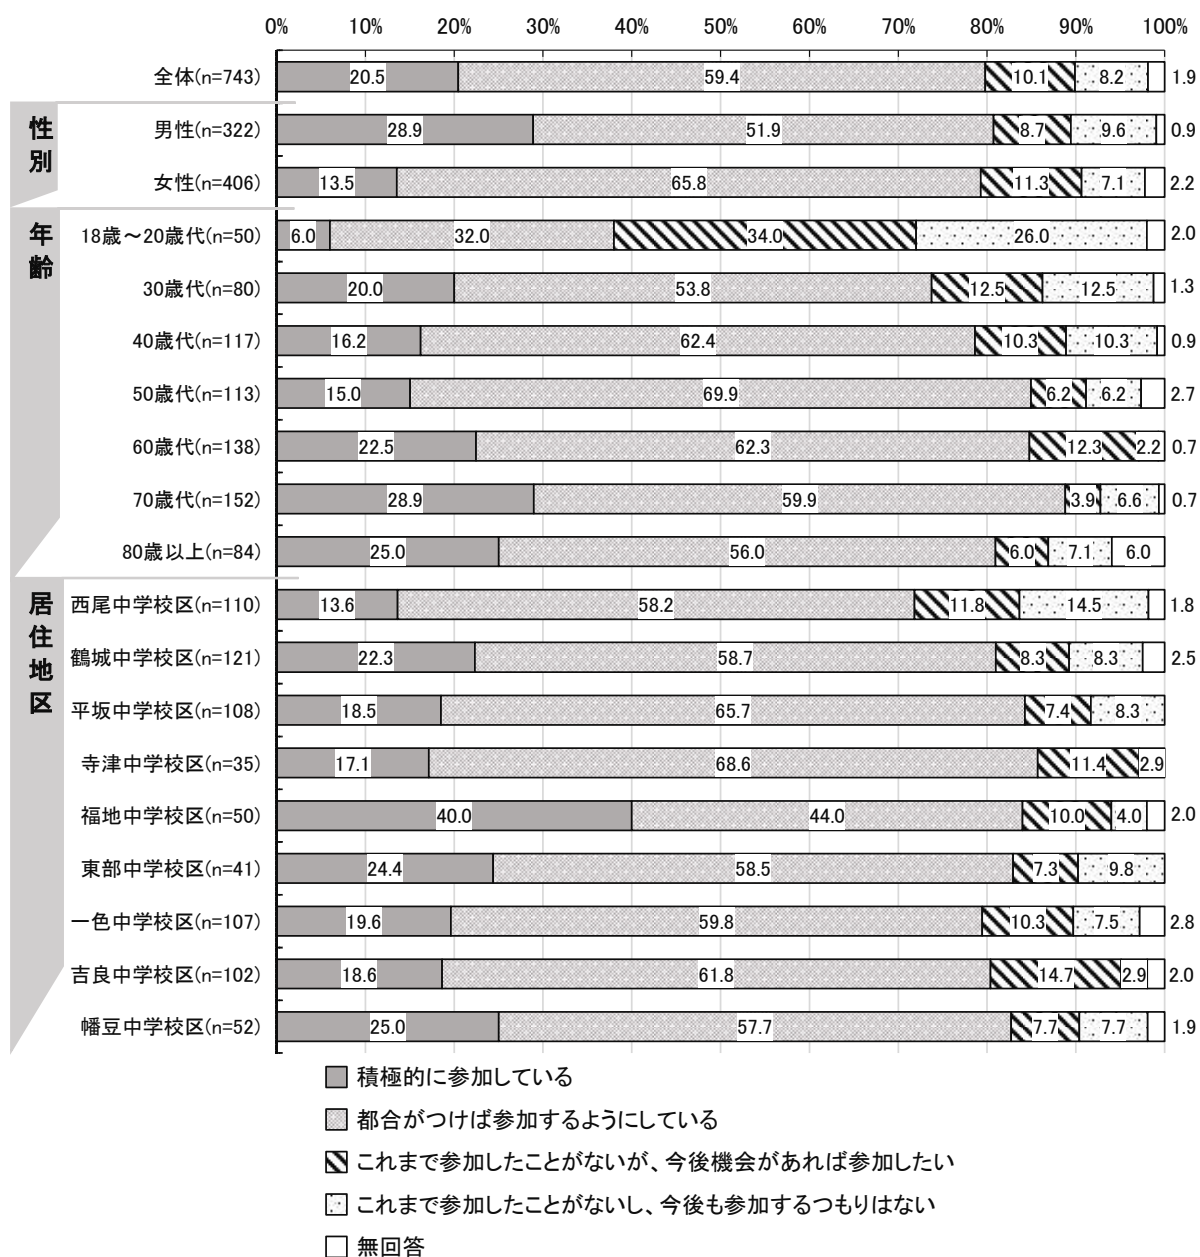 0% 10% 20% 30% 40% 50% 60% 70% 80% 90% 100%
全体(n=743) 20.5 59.4 10.1 8.2 1.9
性別
男性(n=322) 28.9 51.9 8.7 9.6 0.9
女性(n=406) 13.5 65.8 11.3 7.1 2.2
年齢
18歳～20歳代(n=50) 6.0 32.0 34.0 26.0 2.0
30歳代(n=80) 20.0 53.8 12.5 12.5 1.3
40歳代(n=117) 16.2 62.4 10.3 10.3 0.9
50歳代(n=113) 15.0 69.9 6.2 6.2 2.7
60歳代(n=138) 22.5 62.3 12.3 2.2 0.7
70歳代(n=152) 28.9 59.9 3.9 6.6 0.7
80歳以上(n=84) 25.0 56.0 6.0 7.1 6.0
居住地区
西尾中学校区(n=110) 13.6 58.2 11.8 14.5 1.8
鶴城中学校区(n=121) 22.3 58.7 8.3 8.3 2.5
平坂中学校区(n=108) 18.5 65.7 7.4 8.3
寺津中学校区(n=35) 17.1 68.6 11.4 2.9
福地中学校区(n=50) 40.0 44.0 10.0 4.0 2.0
東部中学校区(n=41) 24.4 58.5 7.3 9.8
一色中学校区(n=107) 19.6 59.8 10.3 7.5 2.8
吉良中学校区(n=102) 18.6 61.8 14.7 2.9 2.0
幡豆中学校区(n=52) 25.0 57.7 7.7 7.7 1.9
積極的に参加している
都合がつけば参加するようにしている
これまで参加したことがないが、今後機会があれば参加したい
これまで参加したことがないし、今後も参加するつもりはない
無回答